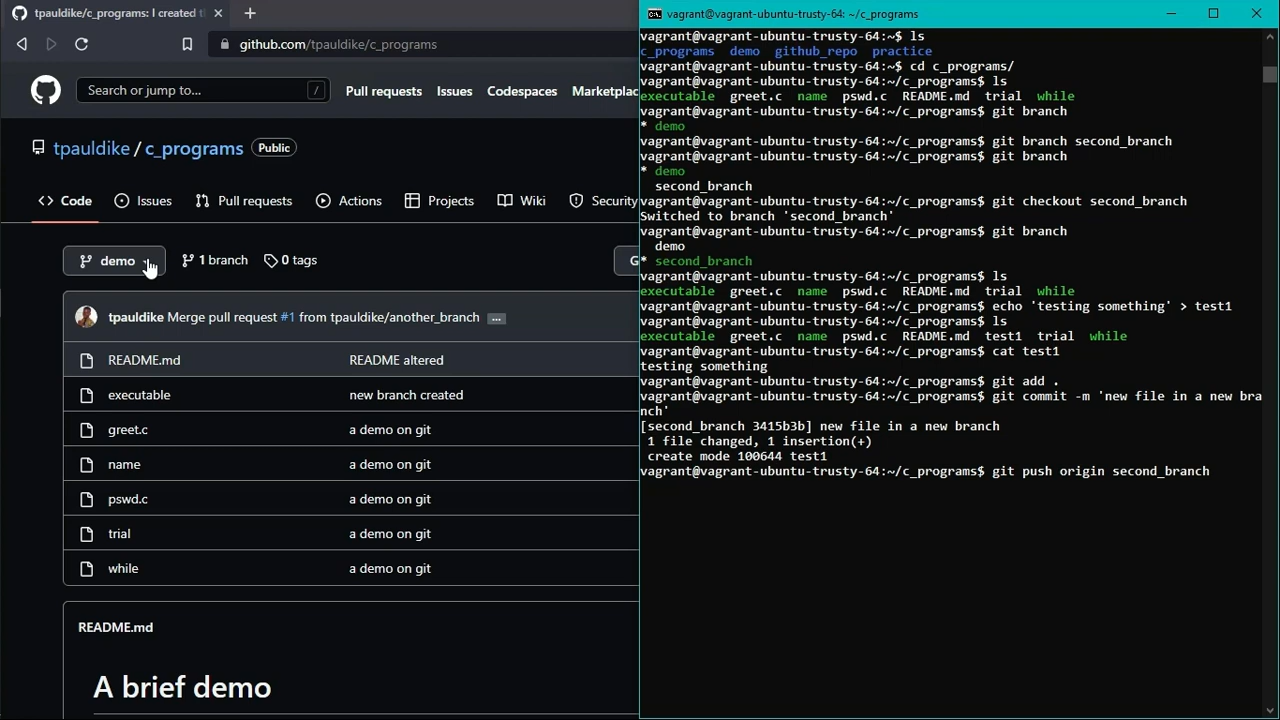 tpauldike/c_programs: I created t
github.com/tpauldike/c_programs
Search or jump to...
/
Pull requests
Issues
Codespaces
Marketplac
tpauldike / c_programs
Public
Code
Issues
Pull requests
Actions
Projects
Wiki
Security
demo
1 branch
0 tags
G
tpauldike Merge pull request #1 from tpauldike/another_branch ...
README.md README altered
executable new branch created
greet.c a demo on git
name a demo on git
pswd.c a demo on git
trial a demo on git
while a demo on git
README.md
A brief demo
vagrant@vagrant-ubuntu-trusty-64: ~/c_programs
vagrant@vagrant-ubuntu-trusty-64:~$ ls
c_programs demo github_repo practice
vagrant@vagrant-ubuntu-trusty-64:~$ cd c_programs/
vagrant@vagrant-ubuntu-trusty-64:~/c_programs$ ls
executable greet.c name pswd.c README.md trial while
vagrant@vagrant-ubuntu-trusty-64:~/c_programs$ git branch
* demo
vagrant@vagrant-ubuntu-trusty-64:~/c_programs$ git branch second_branch
vagrant@vagrant-ubuntu-trusty-64:~/c_programs$ git branch
* demo
second_branch
vagrant@vagrant-ubuntu-trusty-64:~/c_programs$ git checkout second_branch
Switched to branch 'second_branch'
vagrant@vagrant-ubuntu-trusty-64:~/c_programs$ git branch
demo
* second_branch
vagrant@vagrant-ubuntu-trusty-64:~/c_programs$ ls
executable greet.c name pswd.c README.md trial while
vagrant@vagrant-ubuntu-trusty-64:~/c_programs$ echo 'testing something' > test1
vagrant@vagrant-ubuntu-trusty-64:~/c_programs$ ls
executable greet.c name pswd.c README.md test1 trial while
vagrant@vagrant-ubuntu-trusty-64:~/c_programs$ cat test1
testing something
vagrant@vagrant-ubuntu-trusty-64:~/c_programs$ git add .
vagrant@vagrant-ubuntu-trusty-64:~/c_programs$ git commit -m 'new file in a new bra
nch'
[second_branch 3415b3b] new file in a new branch
1 file changed, 1 insertion(+)
create mode 100644 test1
vagrant@vagrant-ubuntu-trusty-64:~/c_programs$ git push origin second_branch